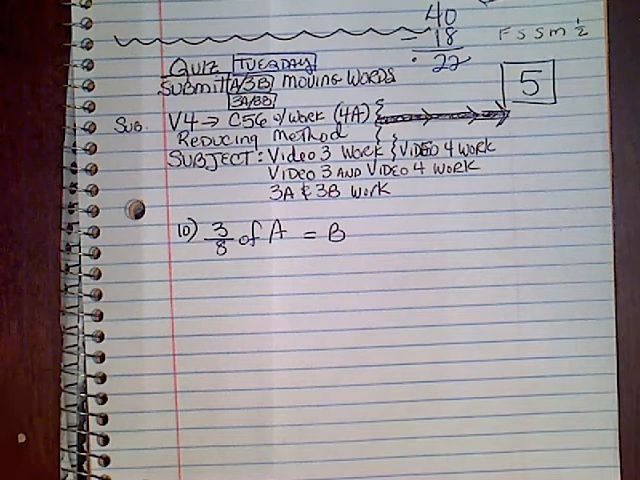 40
- 18
22
F S S M ½
QUIZ TUESDAY
5
SUBMIT A/3B MOVING WORDS
3A/BB
SUB. V4 → C56 o/work (4A)
Reducing Method
SUBJECT: Video 3 Work } VIDEO 4 WORK
VIDEO 3 AND VIDEO 4 WORK
3A & 3B WORK
10) 3/8 of A = B